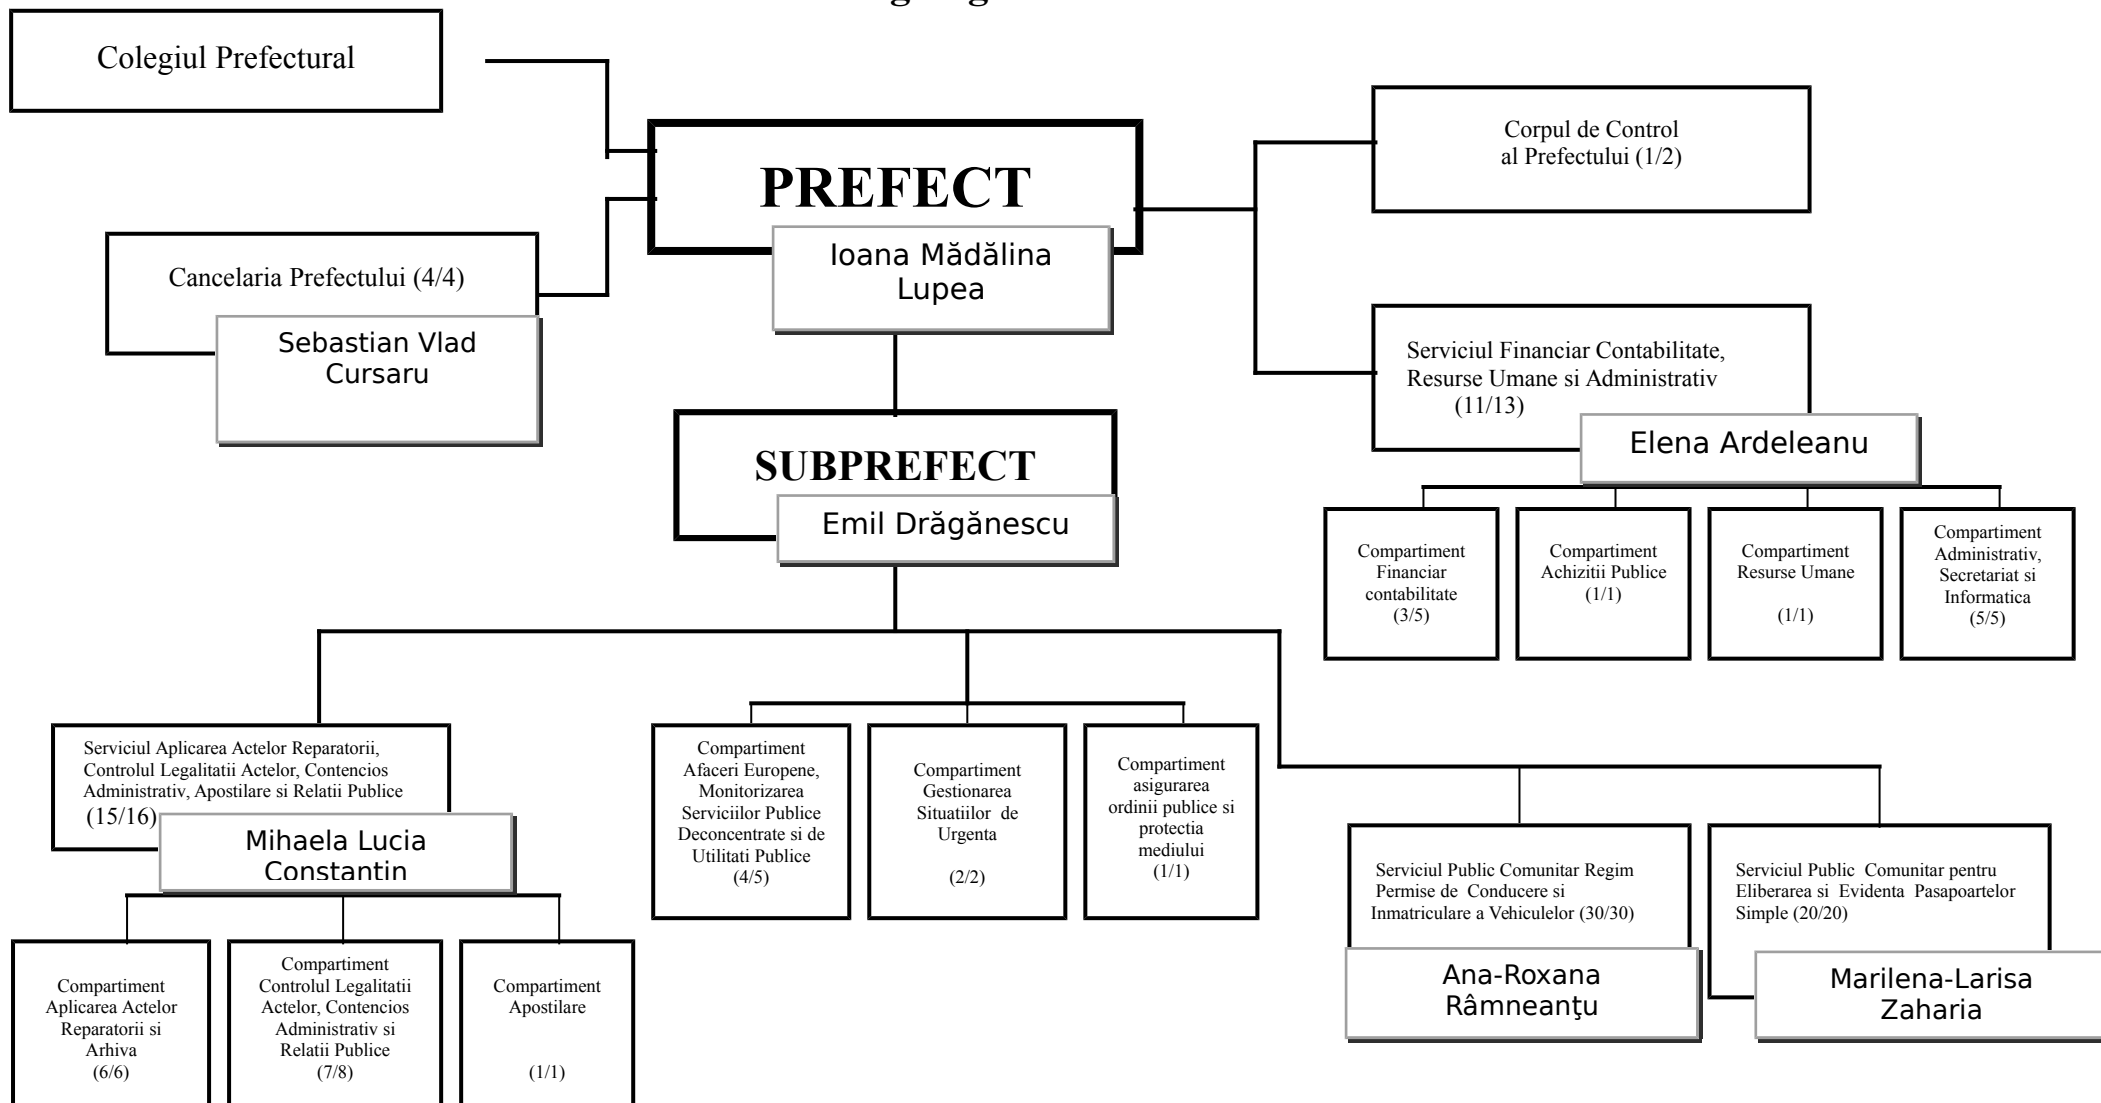 Colegiul Prefectural
PREFECT
Ioana Mădălina
Lupea
Corpul de Control
al Prefectului (1/2)
Cancelaria Prefectului (4/4)
Sebastian Vlad
Cursaru
Serviciul Financiar Contabilitate,
Resurse Umane si Administrativ
(11/13)
Elena Ardeleanu
SUBPREFECT
Emil Drăgănescu
Compartiment
Financiar
contabilitate
(3/5)
Compartiment
Achizitii Publice
(1/1)
Compartiment
Resurse Umane
(1/1)
Compartiment
Administrativ,
Secretariat si
Informatica
(5/5)
Serviciul Aplicarea Actelor Reparatorii,
Controlul Legalitatii Actelor, Contencios
Administrativ, Apostilare si Relatii Publice
(15/16)
Mihaela Lucia
Constantin
Compartiment
Afaceri Europene,
Monitorizarea
Serviciilor Publice
Deconcentrate si de
Utilitati Publice
(4/5)
Compartiment
Gestionarea
Situatiilor de
Urgenta
(2/2)
Compartiment
asigurarea
ordinii publice si
protectia
mediului
(1/1)
Serviciul Public Comunitar Regim
Permise de Conducere si
Inmatriculare a Vehiculelor (30/30)
Ana-Roxana
Râmneanţu
Serviciul Public Comunitar pentru
Eliberarea si Evidenta Pasapoartelor
Simple (20/20)
Marilena-Larisa
Zaharia
Compartiment
Aplicarea Actelor
Reparatorii si
Arhiva
(6/6)
Compartiment
Controlul Legalitatii
Actelor, Contencios
Administrativ si
Relatii Publice
(7/8)
Compartiment
Apostilare
(1/1)